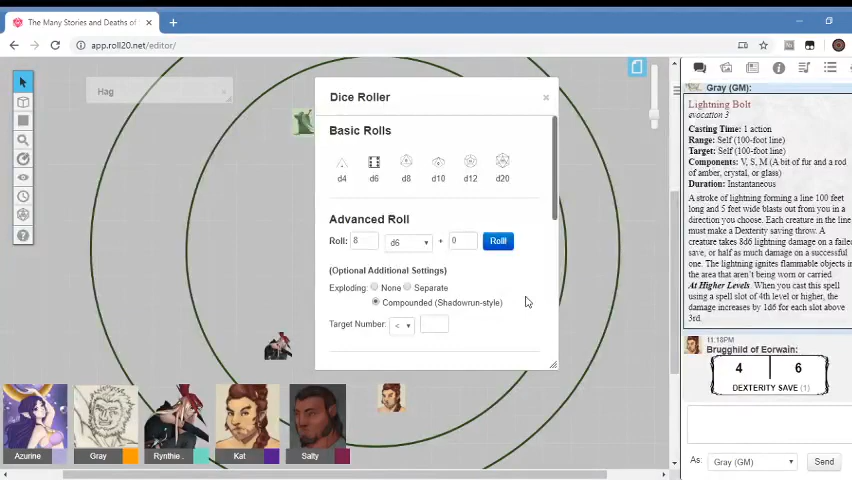 The Many Stories and Deaths of
app.roll20.net/editor/
Hag
Dice Roller
Basic Rolls
d4 d6 d8 d10 d12 d20
Advanced Roll
Roll: 8 d6 + 0 Roll!
(Optional Additional Settings)
Exploding: None Separate
Compounded (Shadowrun-style)
Target Number: <
Azurine
Gray
Rynthie .
Kat
Salty
Gray (GM):
Lightning Bolt
evocation 3
Casting Time: 1 action
Range: Self (100-foot line)
Target: Self (100-foot line)
Components: V, S, M (A bit of fur and a rod
of amber, crystal, or glass)
Duration: Instantaneous
A stroke of lightning forming a line 100 feet
long and 5 feet wide blasts out from you in a
direction you choose. Each creature in the line
must make a Dexterity saving throw. A
creature takes 8d6 lightning damage on a failed
save, or half as much damage on a successful
one. The lightning ignites flammable objects in
the area that aren't being worn or carried.
At Higher Levels. When you cast this spell
using a spell slot of 4th level or higher, the
damage increases by 1d6 for each slot above
3rd.
11:18PM
Brugghild of Eorwain:
4 6
DEXTERITY SAVE (1)
As: Gray (GM) Send